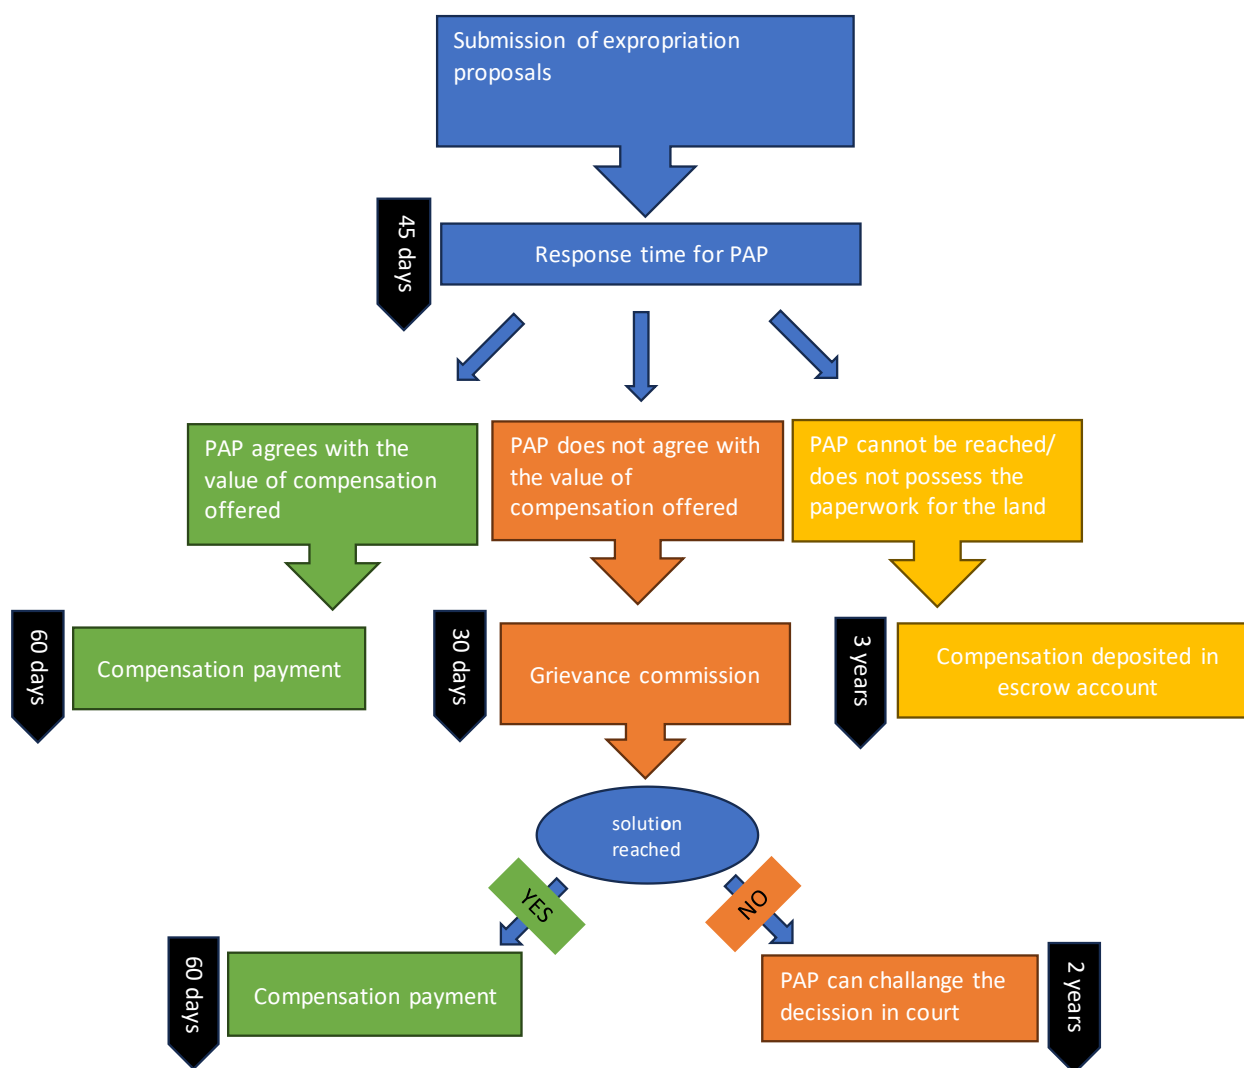 Submission of expropriation
proposals
45 days
Response time for PAP
PAP agrees with the
value of compensation
offered
PAP does not agree with
the value of
compensation offered
PAP cannot be reached/
does not possess the
paperwork for the land
60 days
Compensation payment
30 days
Grievance commission
3 years
Compensation deposited in
escrow account
solution
reached
YES
NO
60 days
Compensation payment
PAP can challange the
decission in court
2 years